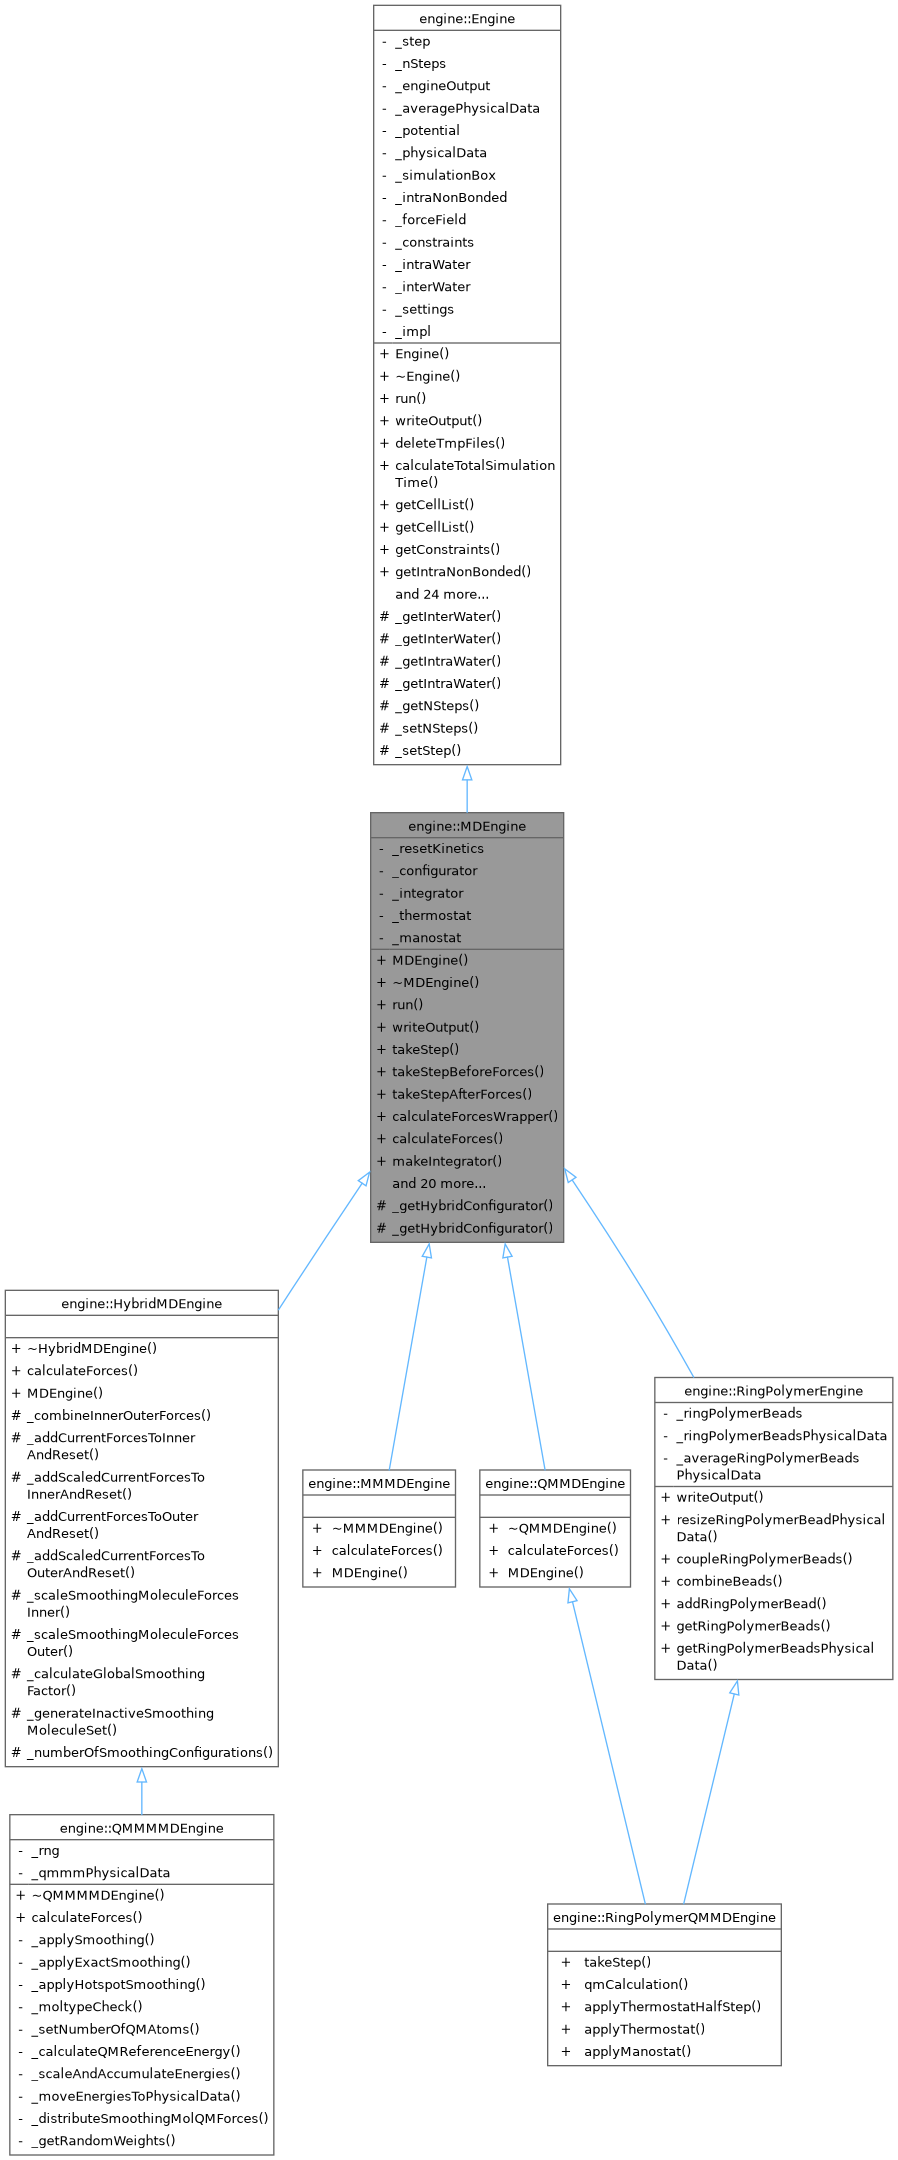 engine::Engine
- _step
- _nSteps
- _engineOutput
- _averagePhysicalData
- _potential
- _physicalData
- _simulationBox
- _intraNonBonded
- _forceField
- _constraints
- _intraWater
- _interWater
- _settings
- _impl
+ Engine()
+ ~Engine()
+ run()
+ writeOutput()
+ deleteTmpFiles()
+ calculateTotalSimulation
Time()
+ getCellList()
+ getCellList()
+ getConstraints()
+ getIntraNonBonded()
and 24 more...
# _getInterWater()
# _getInterWater()
# _getIntraWater()
# _getIntraWater()
# _getNSteps()
# _setNSteps()
# _setStep()
engine::MDEngine
- _resetKinetics
- _configurator
- _integrator
- _thermostat
- _manostat
+ MDEngine()
+ ~MDEngine()
+ run()
+ writeOutput()
+ takeStep()
+ takeStepBeforeForces()
+ takeStepAfterForces()
+ calculateForcesWrapper()
+ calculateForces()
+ makeIntegrator()
and 20 more...
# _getHybridConfigurator()
# _getHybridConfigurator()
engine::HybridMDEngine
+ ~HybridMDEngine()
+ calculateForces()
+ MDEngine()
# _combineInnerOuterForces()
# _addCurrentForcesToInner
AndReset()
# _addScaledCurrentForcesTo
InnerAndReset()
# _addCurrentForcesToOuter
AndReset()
# _addScaledCurrentForcesTo
OuterAndReset()
# _scaleSmoothingMoleculeForces
Inner()
# _scaleSmoothingMoleculeForces
Outer()
# _calculateGlobalSmoothing
Factor()
# _generateInactiveSmoothing
MoleculeSet()
# _numberOfSmoothingConfigurations()
engine::MMMDEngine
+ ~MMMDEngine()
+ calculateForces()
+ MDEngine()
engine::QMMDEngine
+ ~QMMDEngine()
+ calculateForces()
+ MDEngine()
engine::RingPolymerEngine
- _ringPolymerBeads
- _ringPolymerBeadsPhysicalData
- _averageRingPolymerBeads
PhysicalData
+ writeOutput()
+ resizeRingPolymerBeadPhysical
Data()
+ coupleRingPolymerBeads()
+ combineBeads()
+ addRingPolymerBead()
+ getRingPolymerBeads()
+ getRingPolymerBeadsPhysical
Data()
engine::QMMMMDEngine
- _rng
- _qmmmPhysicalData
+ ~QMMMMDEngine()
+ calculateForces()
- _applySmoothing()
- _applyExactSmoothing()
- _applyHotspotSmoothing()
- _moltypeCheck()
- _setNumberOfQMAtoms()
- _calculateQMReferenceEnergy()
- _scaleAndAccumulateEnergies()
- _moveEnergiesToPhysicalData()
- _distributeSmoothingMolQMForces()
- _getRandomWeights()
engine::RingPolymerQMMDEngine
+ takeStep()
+ qmCalculation()
+ applyThermostatHalfStep()
+ applyThermostat()
+ applyManostat()